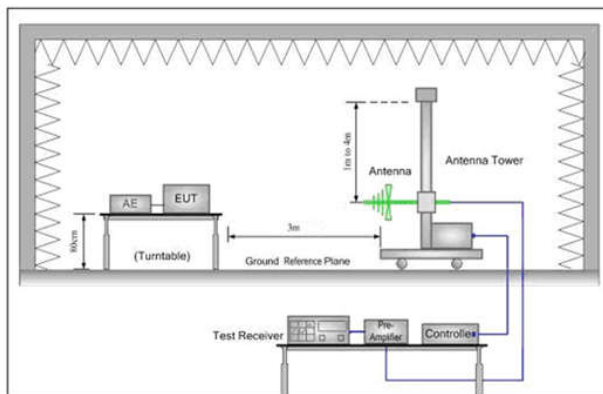 1m to 4m
Antenna
Antenna Tower
AE
EUT
80cm
(Turntable)
3m
Ground Reference Plane
Test Receiver
Pre-
Amplifier
Controller